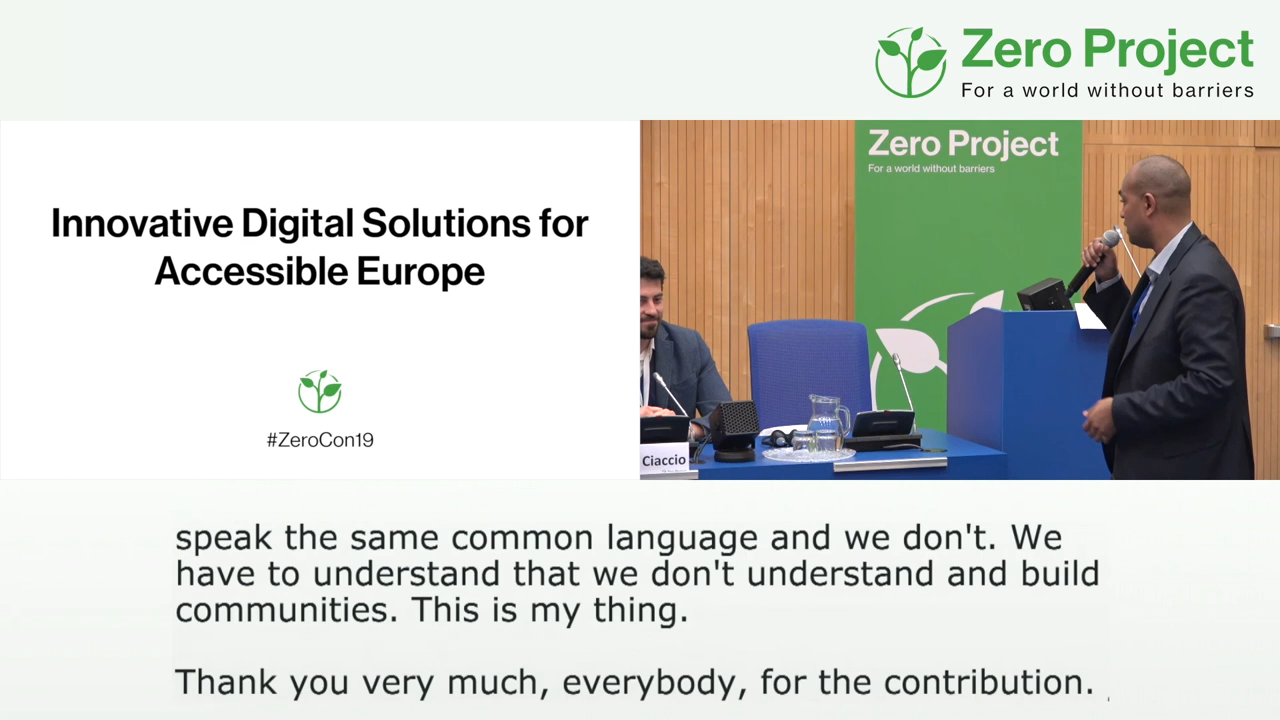 Zero Project
For a world without barriers
Innovative Digital Solutions for
Accessible Europe
#ZeroCon19
Zero Project
For a world without barriers
Ciaccio
speak the same common language and we don't. We
have to understand that we don't understand and build
communities. This is my thing.
Thank you very much, everybody, for the contribution.